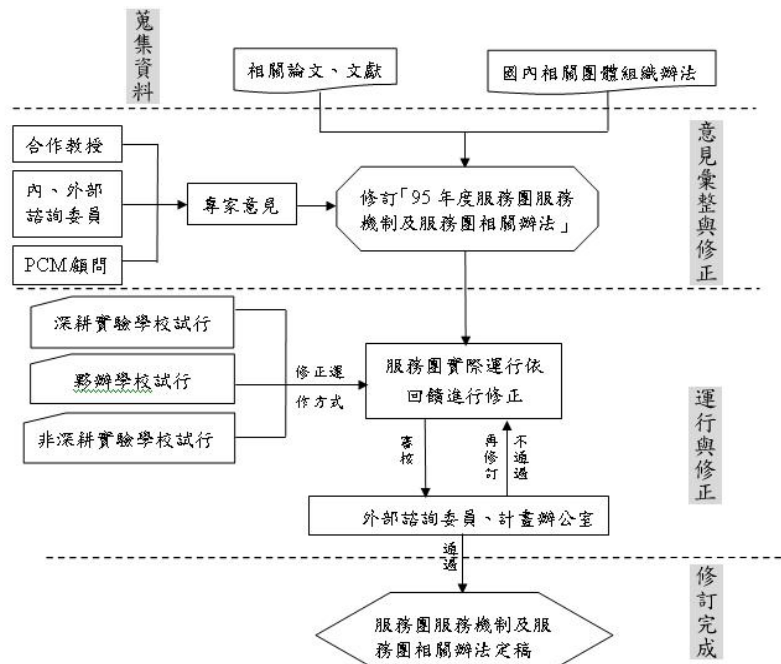 蒐集資料
相關論文、文獻
國內相關團體組織辦法
意見彙整與修正
合作教授
內、外部
諮詢委員
PCM顧問
專家意見
修訂「95年度服務團服務
機制及服務團相關辦法」
運行與修正
深耕實驗學校試行
夥辦學校試行
非深耕實驗學校試行
修正運
作方式
服務團實際運行依
回饋進行修正
審核
再修訂
不通過
外部諮詢委員、計畫辦公室
通過
修訂完成
服務團服務機制及服
務團相關辦法定稿